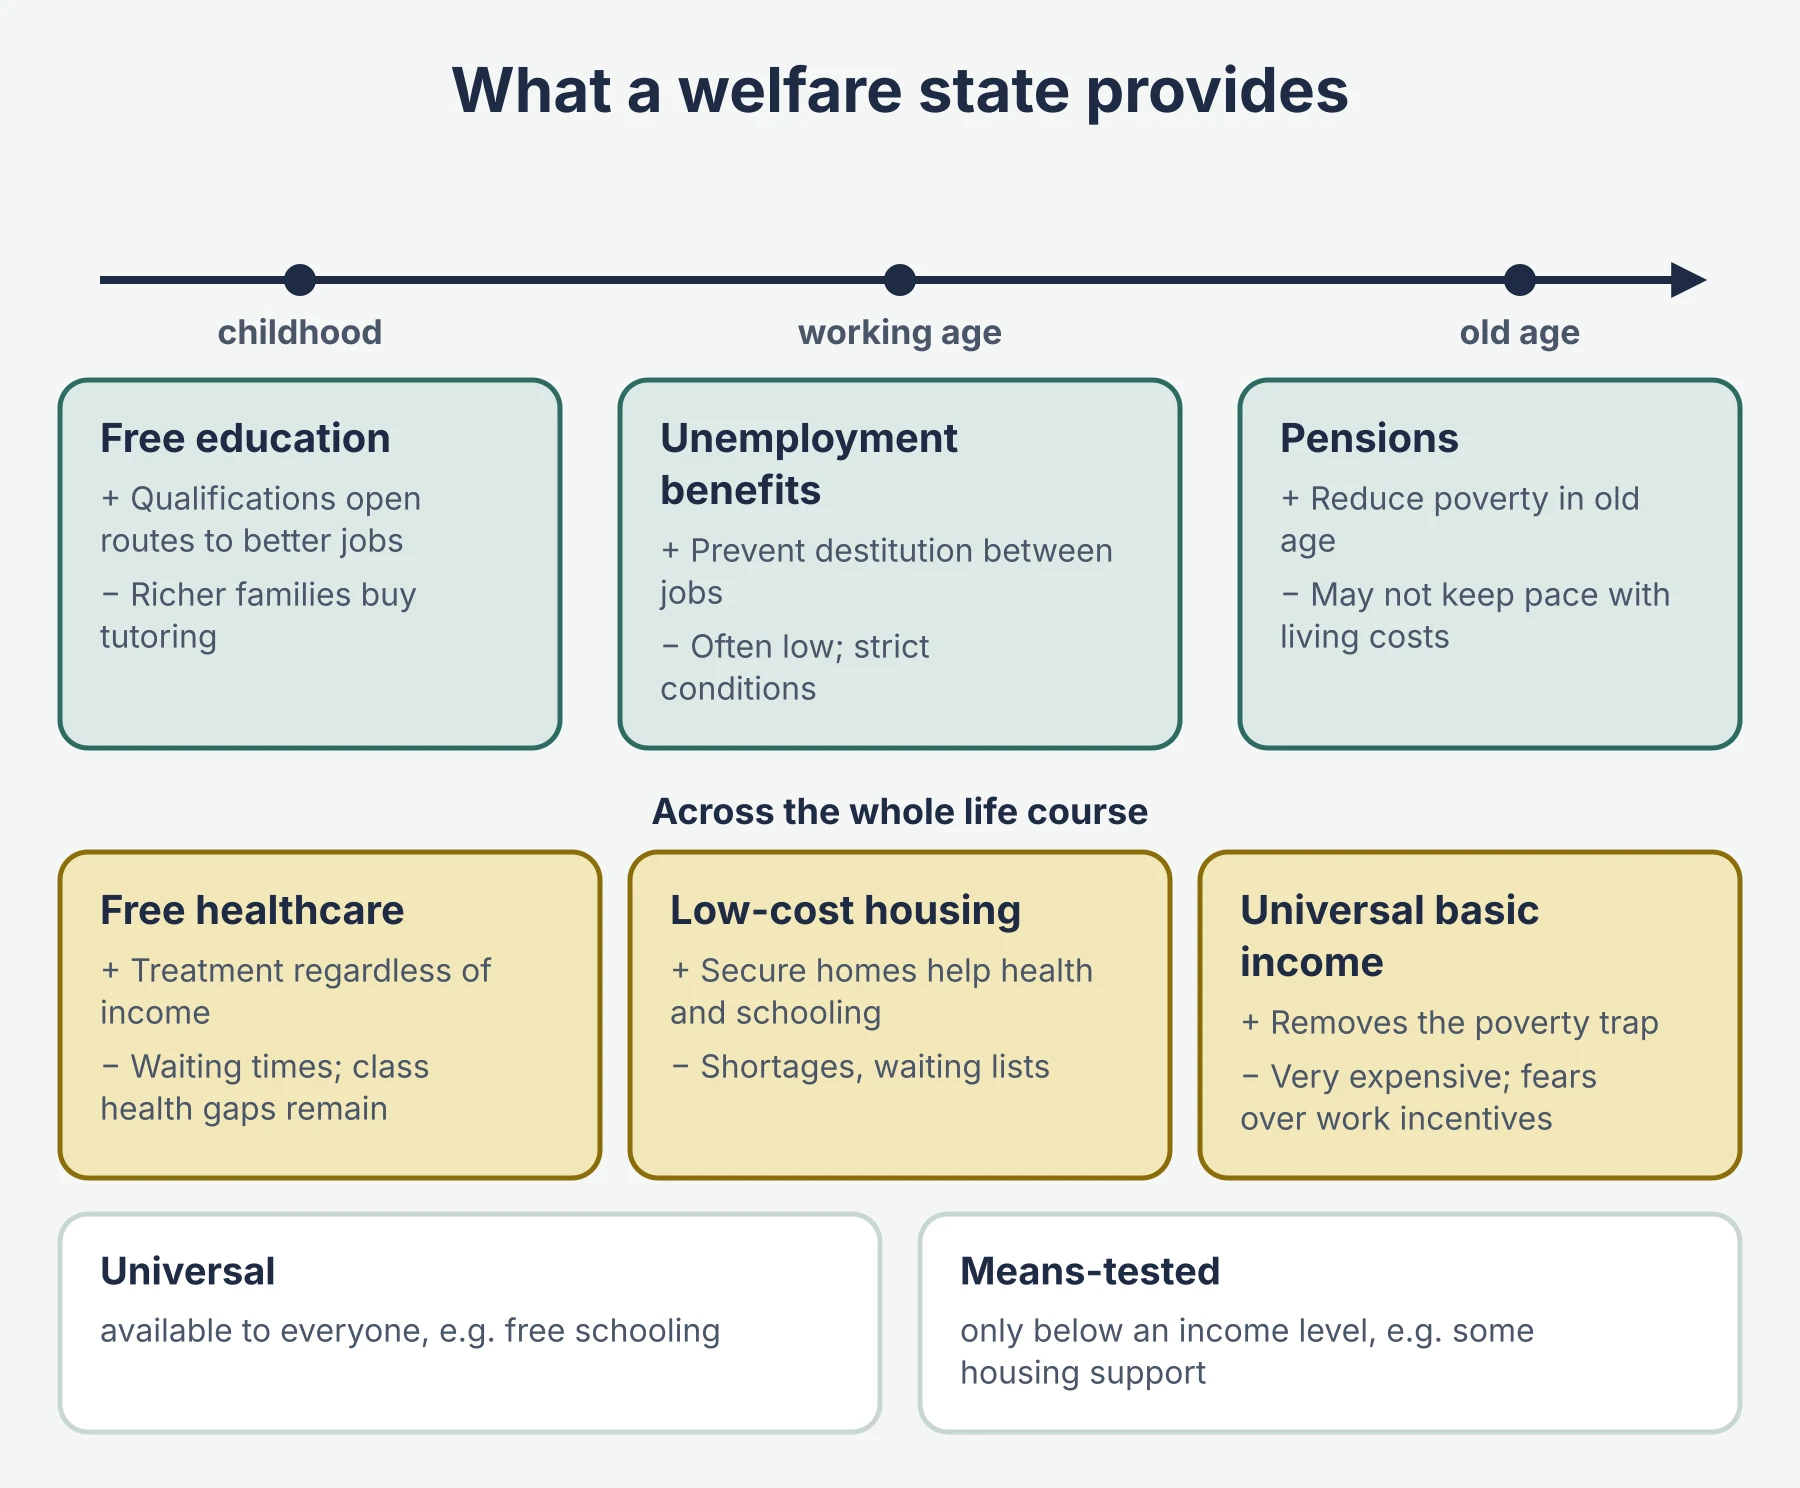 What a welfare state provides
childhood
working age
old age
Free education
+ Qualifications open
routes to better jobs
− Richer families buy
tutoring
Unemployment
benefits
+ Prevent destitution between
jobs
− Often low; strict
conditions
Pensions
+ Reduce poverty in old
age
− May not keep pace with
living costs
Across the whole life course
Free healthcare
+ Treatment regardless of
income
− Waiting times; class
health gaps remain
Low-cost housing
+ Secure homes help health
and schooling
− Shortages, waiting lists
Universal basic
income
+ Removes the poverty trap
− Very expensive; fears
over work incentives
Universal
available to everyone, e.g. free schooling
Means-tested
only below an income level, e.g. some
housing support